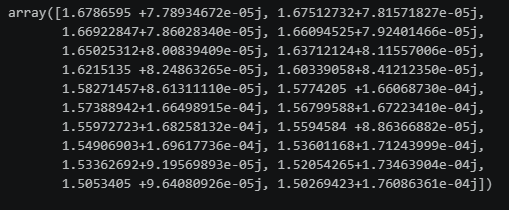 array([1.6786595 +7.78934672e-05j, 1.67512732+7.81571827e-05j,
1.66922847+7.86028340e-05j, 1.66094525+7.92401466e-05j,
1.65025312+8.00839409e-05j, 1.63712124+8.11557006e-05j,
1.6215135 +8.24863265e-05j, 1.60339058+8.41212350e-05j,
1.58271457+8.61311110e-05j, 1.5774205 +1.66068730e-04j,
1.57388942+1.66498915e-04j, 1.56799588+1.67223410e-04j,
1.55972723+1.68258132e-04j, 1.5594584 +8.86366882e-05j,
1.54906903+1.69617736e-04j, 1.53601168+1.71243999e-04j,
1.53362692+9.19569893e-05j, 1.52054265+1.73463904e-04j,
1.5053405 +9.64080926e-05j, 1.50269423+1.76086361e-04j])